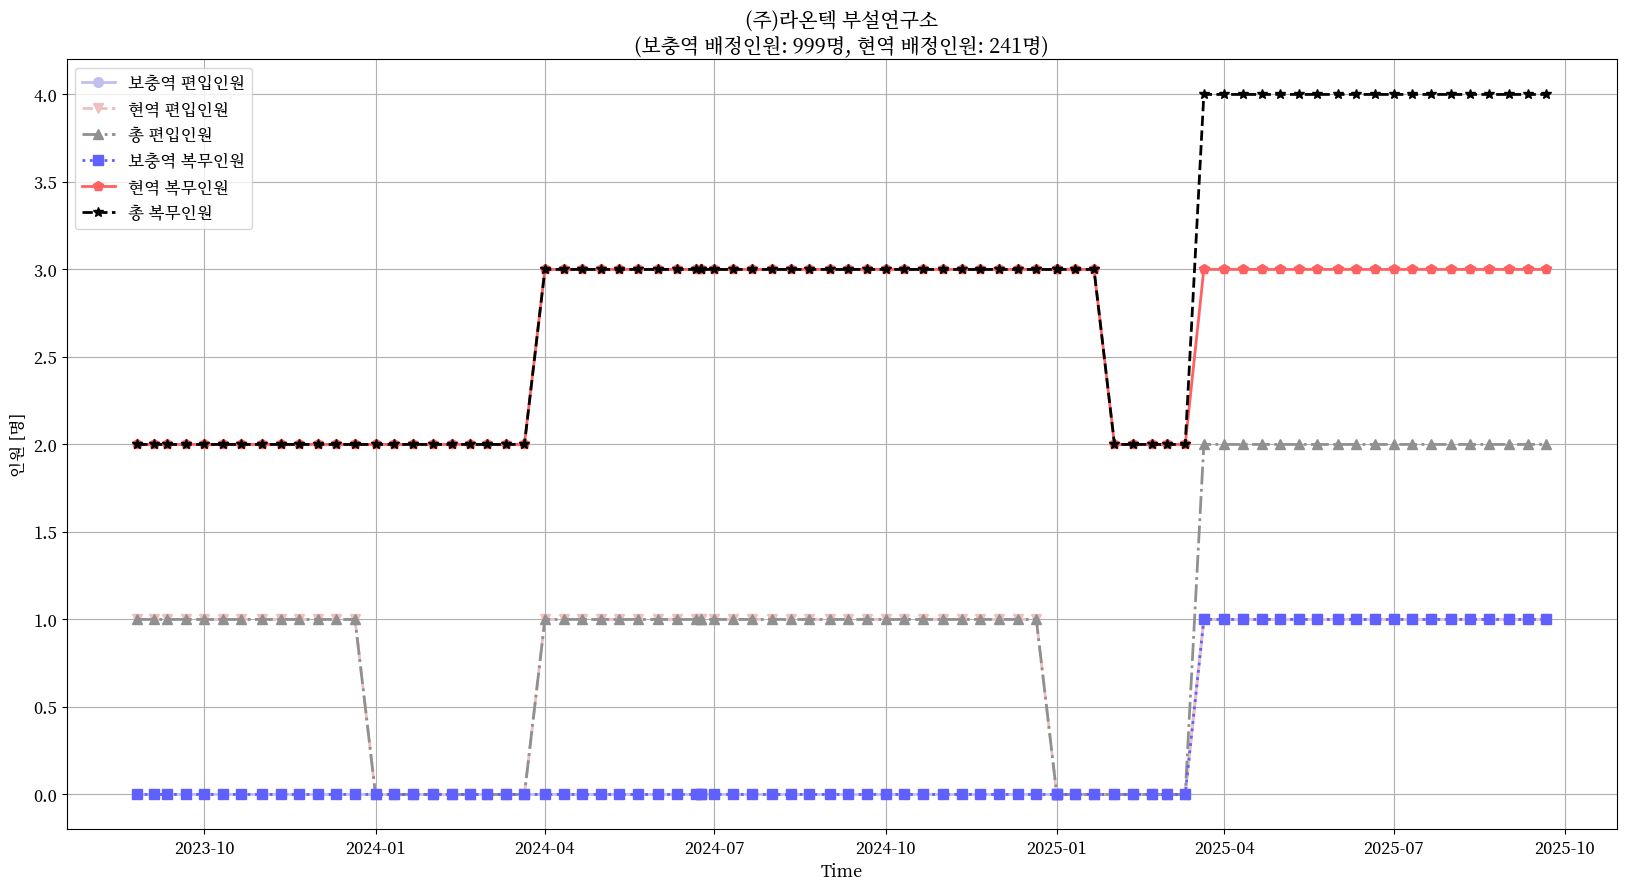 (주)라온텍 부설연구소
(보충역 배정인원: 999명, 현역 배정인원: 241명)
보충역 편입인원
현역 편입인원
총 편입인원
보충역 복무인원
현역 복무인원
총 복무인원
4.0
3.5
3.0
2.5
2.0
1.5
1.0
0.5
0.0
인원 [명]
2023-10 2024-01 2024-04 2024-07 2024-10 2025-01 2025-04 2025-07 2025-10
Time